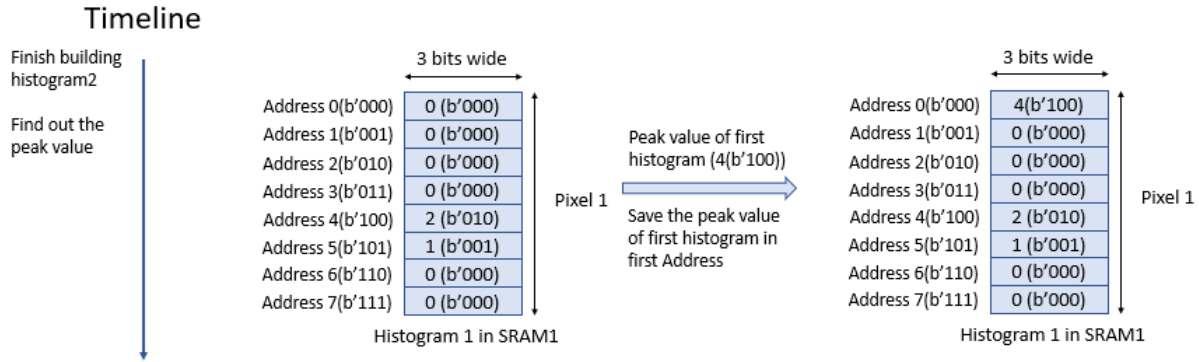 Timeline
Finish building
histogram2
Find out the
peak value
3 bits wide
Address 0(b'000) 0 (b'000)
Address 1(b'001) 0 (b'000)
Address 2(b'010) 0 (b'000)
Address 3(b'011) 0 (b'000)
Address 4(b'100) 2 (b'010)
Address 5(b'101) 1 (b'001)
Address 6(b'110) 0 (b'000)
Address 7(b'111) 0 (b'000)
Pixel 1
Histogram 1 in SRAM1
Peak value of first
histogram (4(b'100))
Save the peak value
of first histogram in
first Address
3 bits wide
Address 0(b'000) 4(b'100)
Address 1(b'001) 0 (b'000)
Address 2(b'010) 0 (b'000)
Address 3(b'011) 0 (b'000)
Address 4(b'100) 2 (b'010)
Address 5(b'101) 1 (b'001)
Address 6(b'110) 0 (b'000)
Address 7(b'111) 0 (b'000)
Pixel 1
Histogram 1 in SRAM1